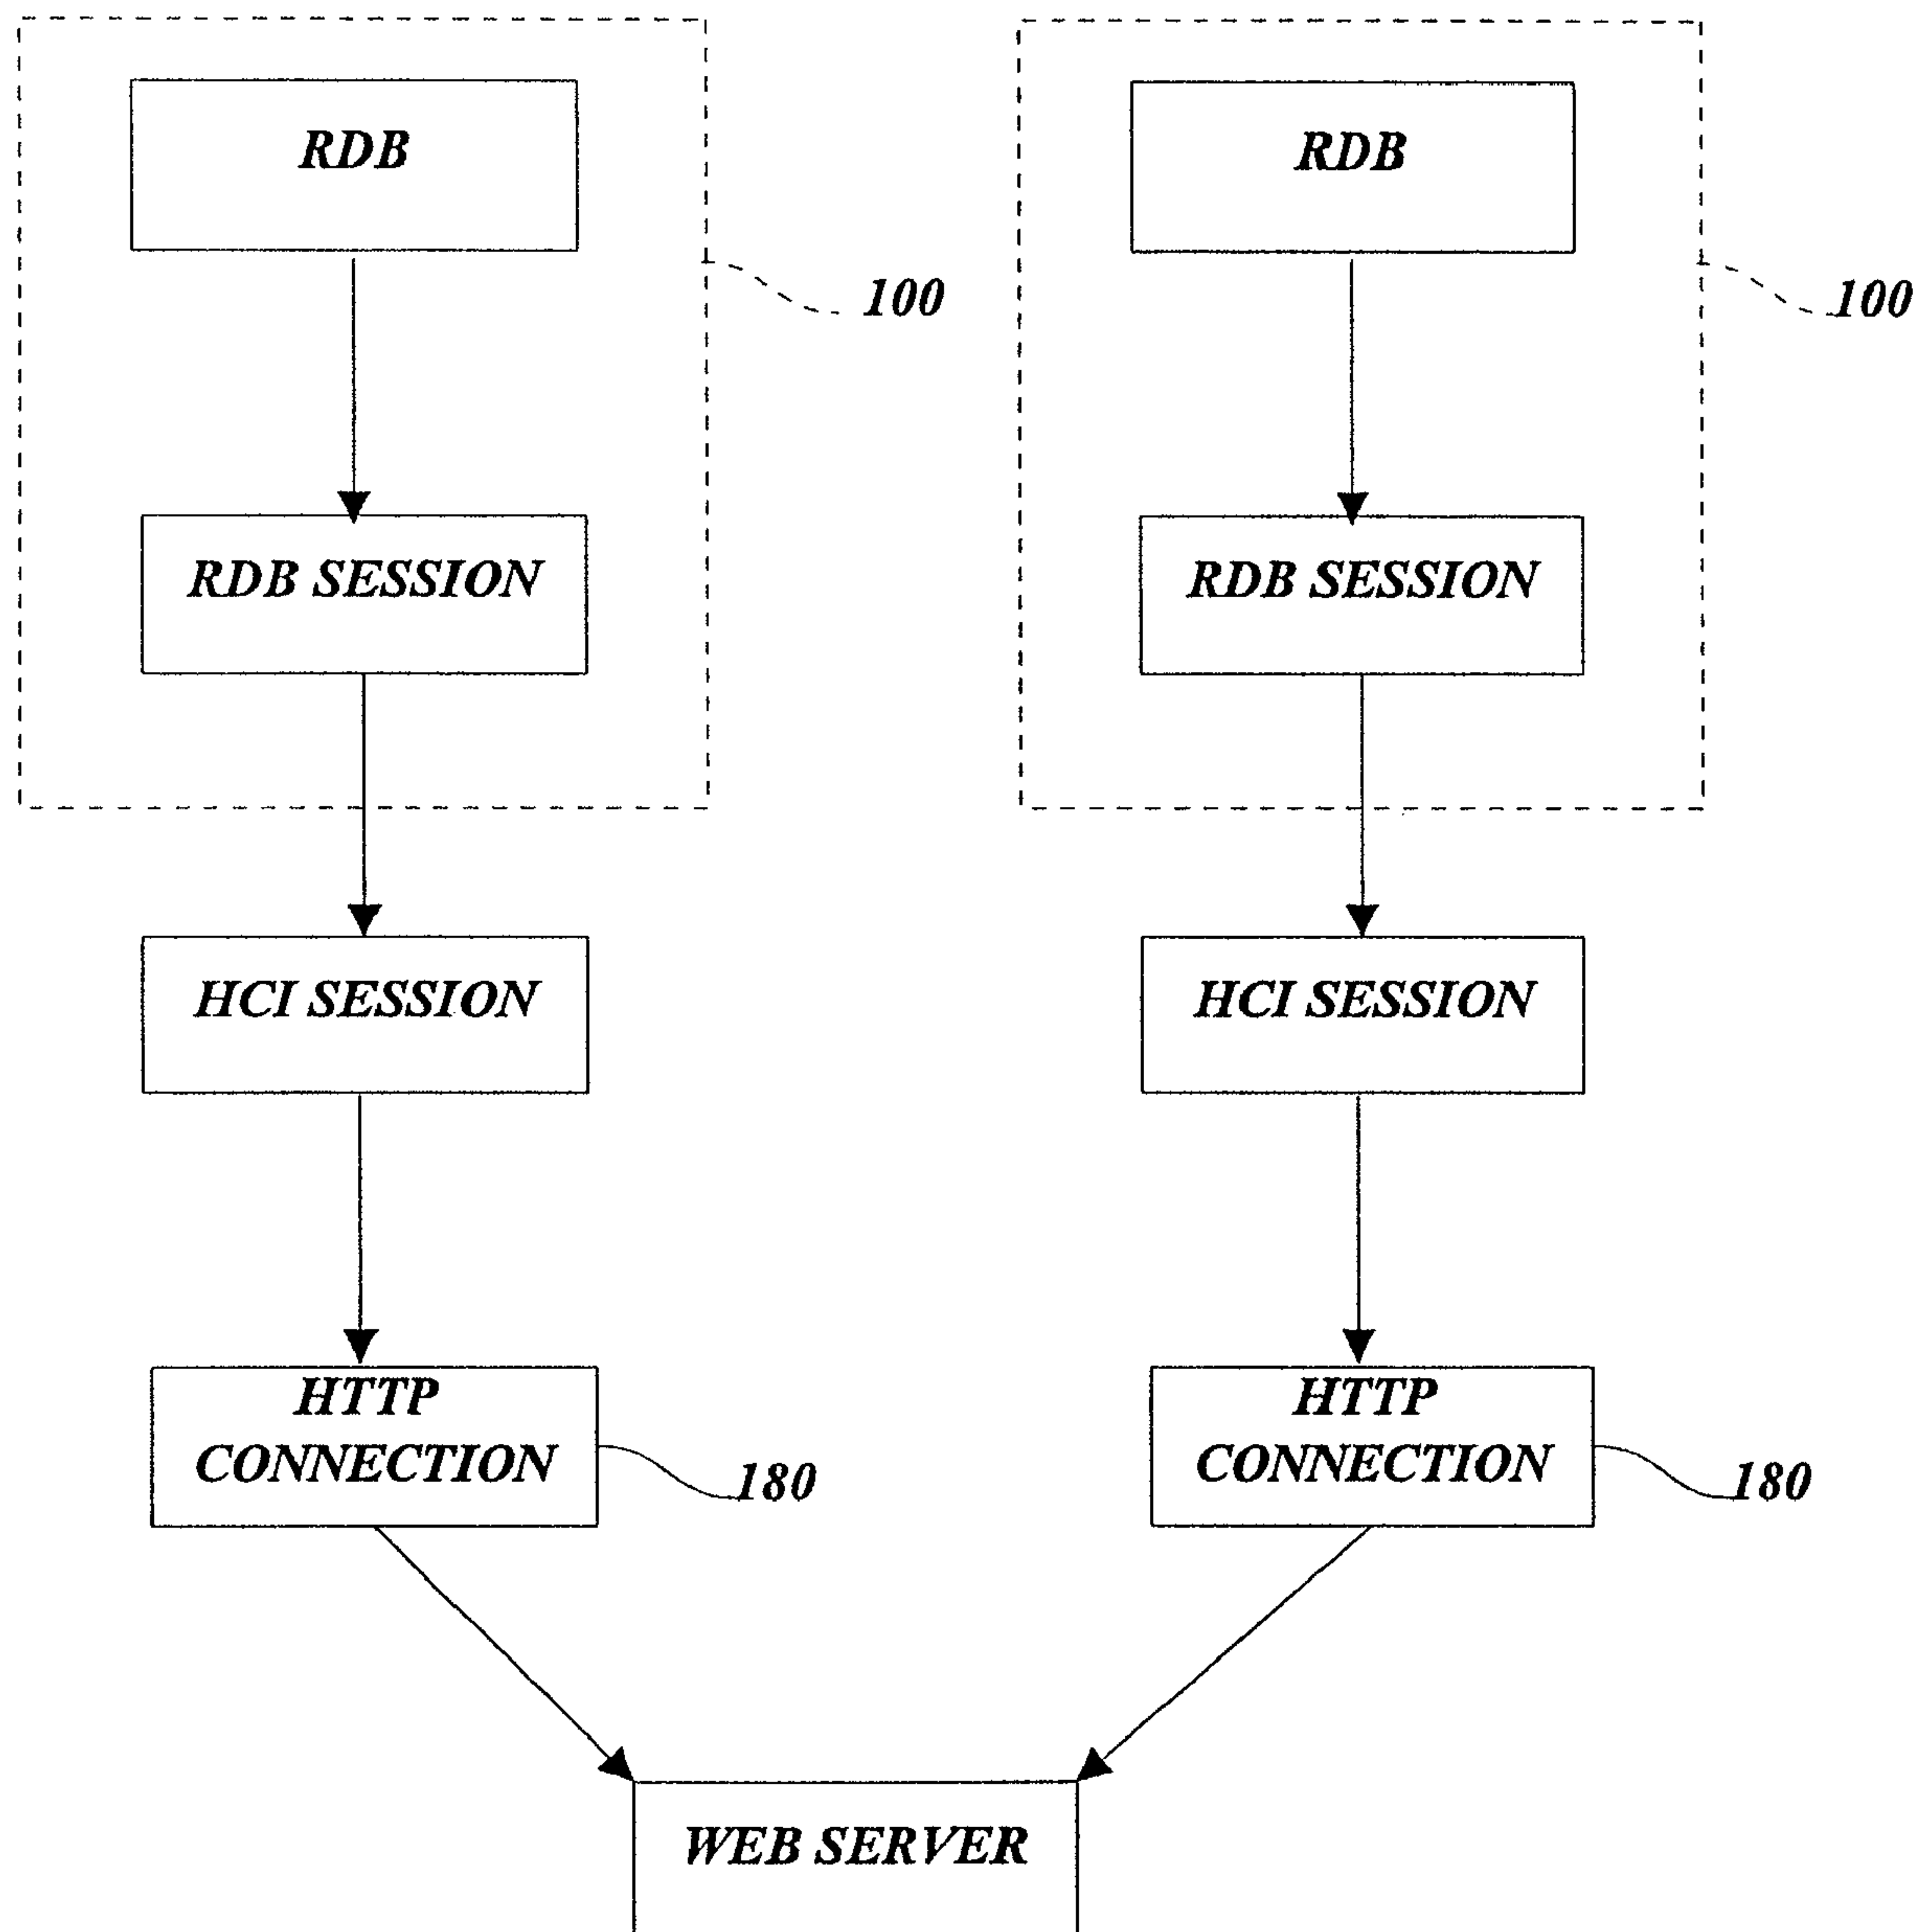 RDB
RDB
100
100
RDB SESSION
RDB SESSION
HCI SESSION
HCI SESSION
HTTP
CONNECTION
HTTP
CONNECTION
180
180
WEB SERVER